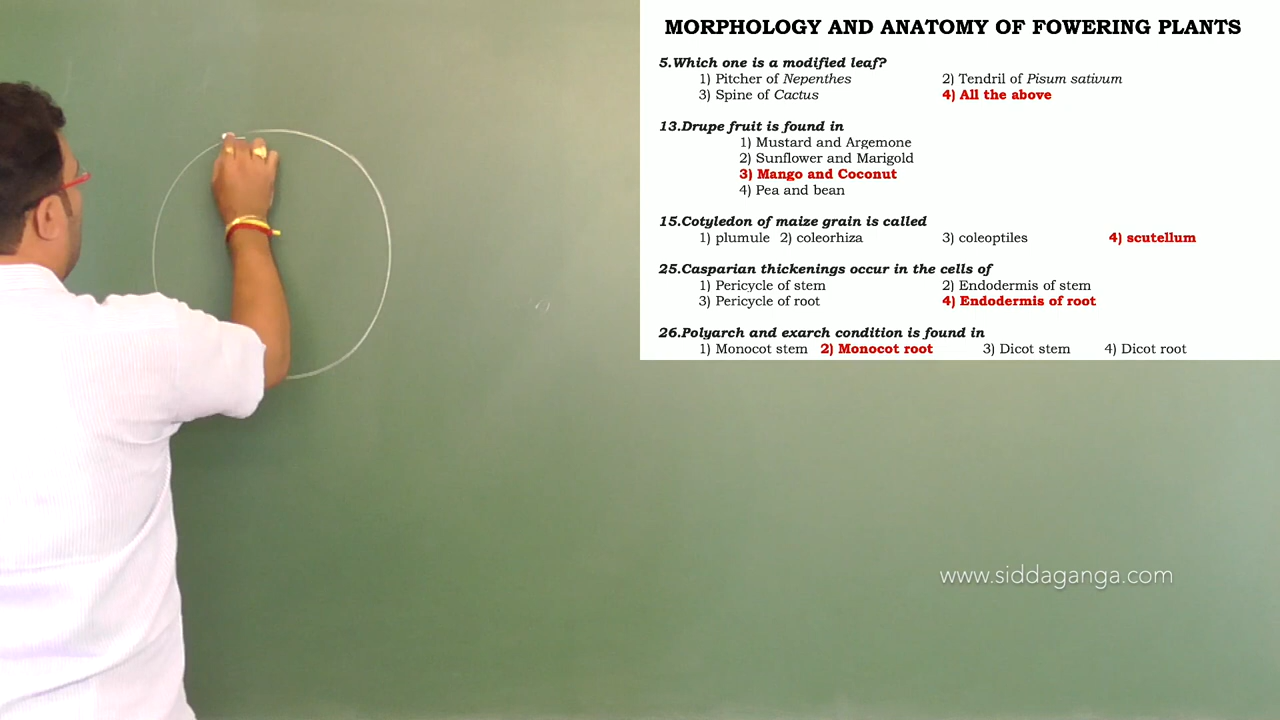 MORPHOLOGY AND ANATOMY OF FOWERING PLANTS
5.Which one is a modified leaf?
1) Pitcher of Nepenthes 2) Tendril of Pisum sativum
3) Spine of Cactus 4) All the above
13.Drupe fruit is found in
1) Mustard and Argemone
2) Sunflower and Marigold
3) Mango and Coconut
4) Pea and bean
15.Cotyledon of maize grain is called
1) plumule 2) coleorhiza 3) coleoptiles 4) scutellum
25.Casparian thickenings occur in the cells of
1) Pericycle of stem 2) Endodermis of stem
3) Pericycle of root 4) Endodermis of root
26.Polyarch and exarch condition is found in
1) Monocot stem 2) Monocot root 3) Dicot stem 4) Dicot root
www.siddaganga.com